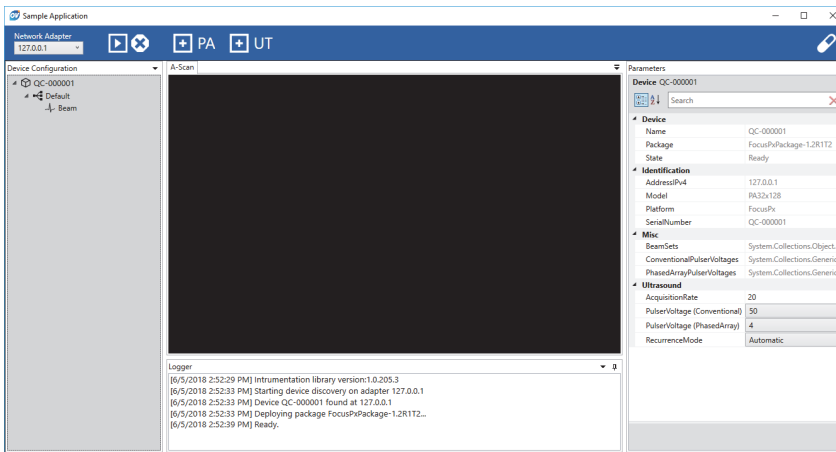 Sample Application
Network Adapter
127.0.0.1
PA
UT
Device Configuration
QC-000001
Default
Beam
A-Scan
Logger
[6/5/2018 2:52:29 PM] Intrumentation library version:1.0.205.3
[6/5/2018 2:52:33 PM] Starting device discovery on adapter 127.0.0.1
[6/5/2018 2:52:33 PM] Device QC-000001 found at 127.0.0.1
[6/5/2018 2:52:33 PM] Deploying package FocusPxPackage-1.2R1T2...
[6/5/2018 2:52:39 PM] Ready.
Parameters
Device QC-000001
Search
Device
Name QC-000001
Package FocusPxPackage-1.2R1T2
State Ready
Identification
AddressIPv4 127.0.0.1
Model PA32x128
Platform FocusPx
SerialNumber QC-000001
Misc
BeamSets System.Collections.Object.
ConventionalPulserVoltages System.Collections.Generic
PhasedArrayPulserVoltages System.Collections.Generic
Ultrasound
AcquisitionRate 20
PulserVoltage (Conventional) 50
PulserVoltage (PhasedArray) 4
RecurrenceMode Automatic